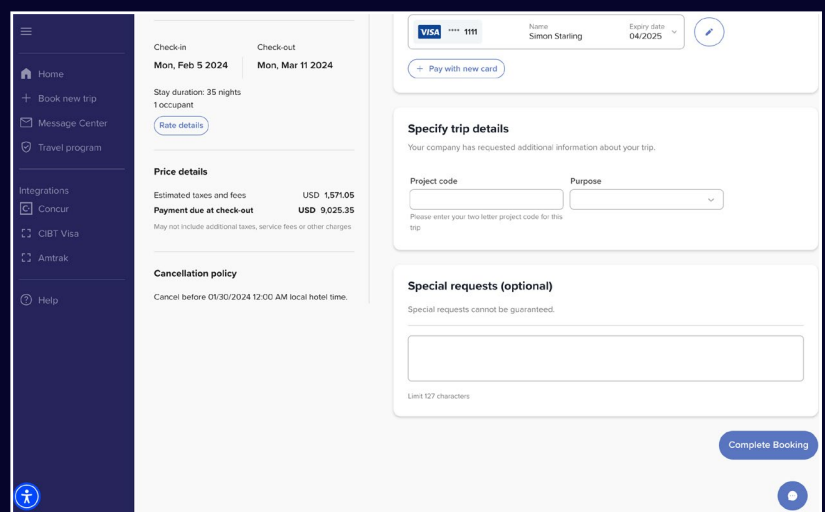 Home
Book new trip
Message Center
Travel program
Integrations
Concur
CIBT Visa
Amtrak
Help
Check-in
Check-out
Mon, Feb 5 2024
Mon, Mar 11 2024
Stay duration: 35 nights
1 occupant
Rate details
Price details
Estimated taxes and fees USD 1,571.05
Payment due at check-out USD 9,025.35
May not include additional taxes, service fees or other charges
Cancellation policy
Cancel before 01/30/2024 12:00 AM local hotel time.
VISA **** 1111
Name
Simon Starling
Expiry date
04/2025
+ Pay with new card
Specify trip details
Your company has requested additional information about your trip.
Project code
Purpose
Please enter your two letter project code for this
trip
Special requests (optional)
Special requests cannot be guaranteed.
Limit 127 characters
Complete Booking